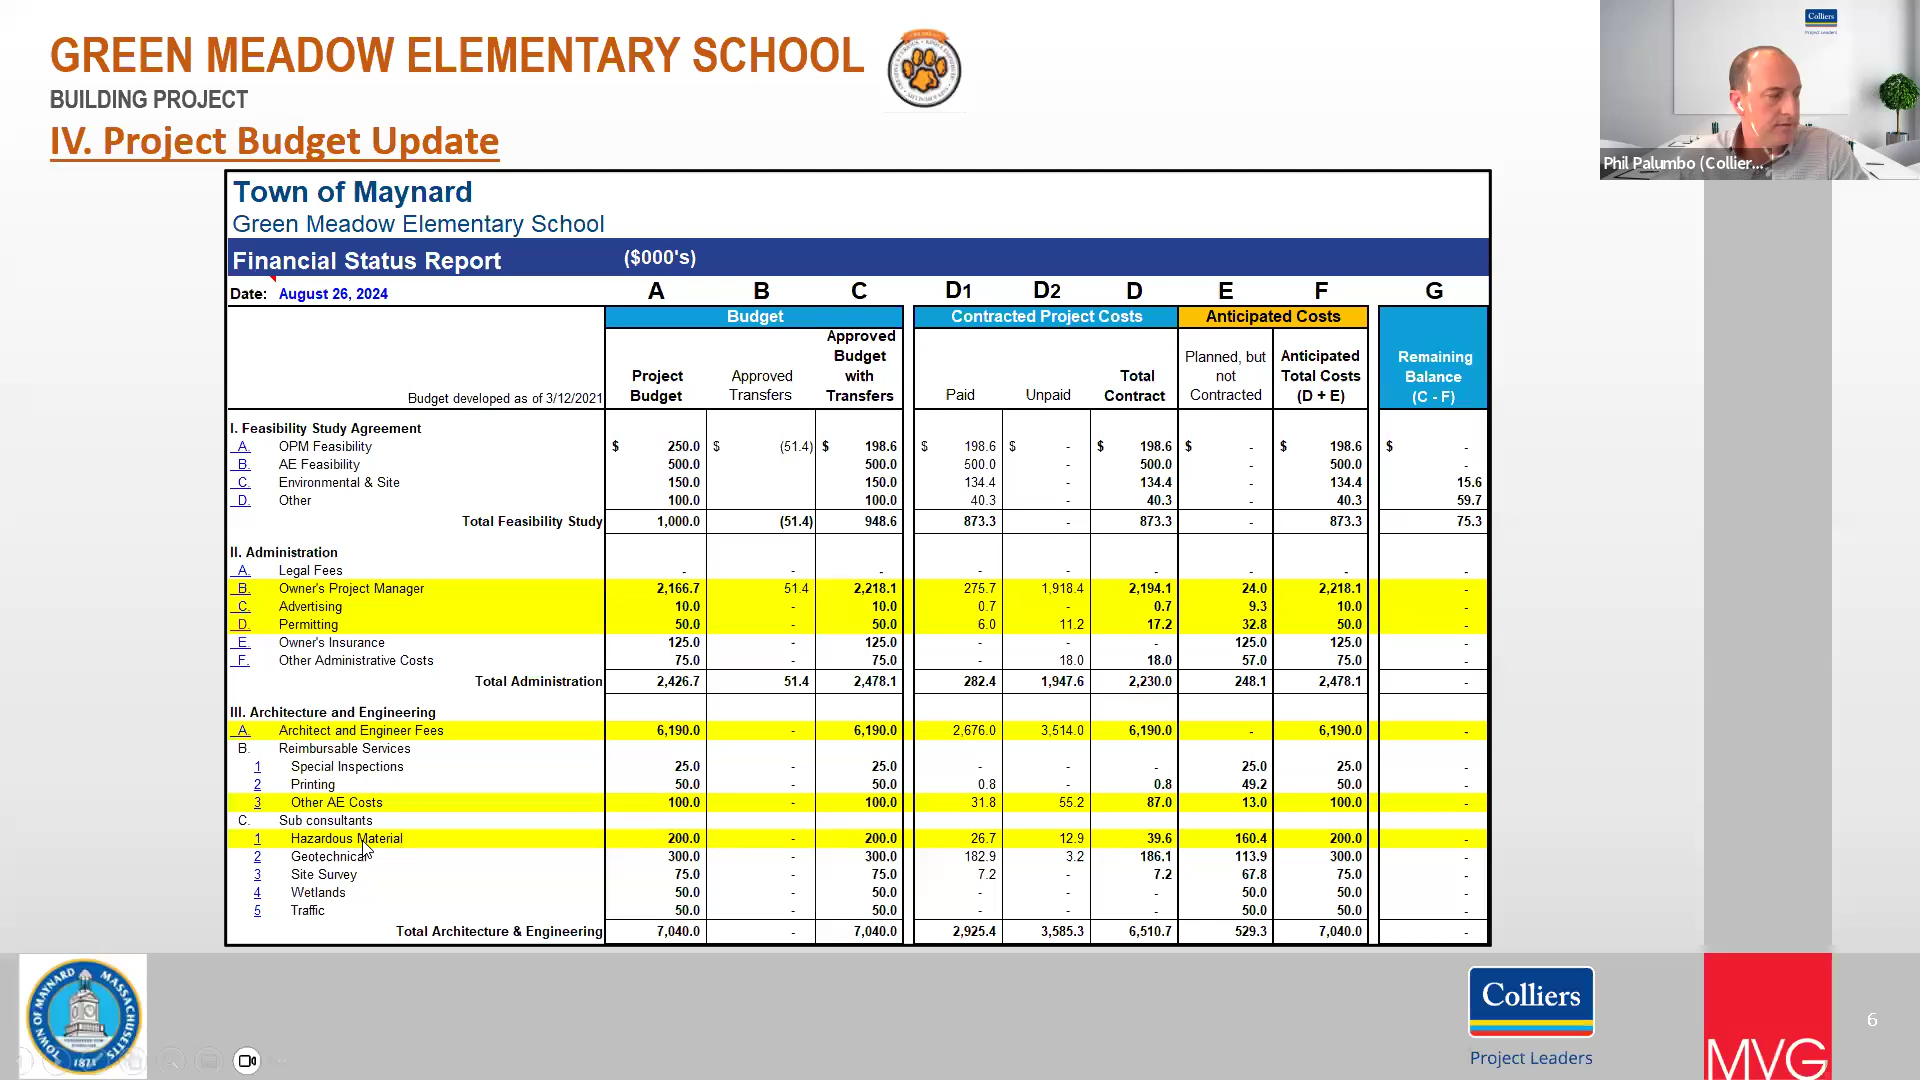 GREEN MEADOW ELEMENTARY SCHOOL
BUILDING PROJECT
IV. Project Budget Update
Colliers
Project Leaders
Phil Palumbo (Collier...
Town of Maynard
Green Meadow Elementary School
Financial Status Report ($000's)
Date: August 26, 2024 A B C D1 D2 D E F G
Budget Contracted Project Costs Anticipated Costs
Budget developed as of 3/12/2021 Project Budget Approved Transfers Approved Budget with Transfers Paid Unpaid Total Contract Planned, but not Contracted Anticipated Total Costs (D + E) Remaining Balance (C - F)
I. Feasibility Study Agreement
A. OPM Feasibility $ 250.0 $ (51.4) $ 198.6 $ 198.6 $ - $ 198.6 $ - $ 198.6 $ -
B. AE Feasibility 500.0 500.0 500.0 - 500.0 - 500.0 -
C. Environmental & Site 150.0 150.0 134.4 - 134.4 - 134.4 15.6
D. Other 100.0 100.0 40.3 - 40.3 - 40.3 59.7
Total Feasibility Study 1,000.0 (51.4) 948.6 873.3 - 873.3 - 873.3 75.3
II. Administration
A. Legal Fees - - - - - - - - -
B. Owner's Project Manager 2,166.7 51.4 2,218.1 275.7 1,918.4 2,194.1 24.0 2,218.1 -
C. Advertising 10.0 - 10.0 0.7 - 0.7 9.3 10.0 -
D. Permitting 50.0 - 50.0 6.0 11.2 17.2 32.8 50.0 -
E. Owner's Insurance 125.0 - 125.0 - - - 125.0 125.0 -
F. Other Administrative Costs 75.0 - 75.0 - 18.0 18.0 57.0 75.0 -
Total Administration 2,426.7 51.4 2,478.1 282.4 1,947.6 2,230.0 248.1 2,478.1 -
III. Architecture and Engineering
A. Architect and Engineer Fees 6,190.0 - 6,190.0 2,676.0 3,514.0 6,190.0 - 6,190.0 -
B. Reimbursable Services
1 Special Inspections 25.0 - 25.0 - - - 25.0 25.0 -
2 Printing 50.0 - 50.0 0.8 - 0.8 49.2 50.0 -
3 Other AE Costs 100.0 - 100.0 31.8 55.2 87.0 13.0 100.0 -
C. Sub consultants
1 Hazardous Material 200.0 - 200.0 26.7 12.9 39.6 160.4 200.0 -
2 Geotechnical 300.0 - 300.0 182.9 3.2 186.1 113.9 300.0 -
3 Site Survey 75.0 - 75.0 7.2 - 7.2 67.8 75.0 -
4 Wetlands 50.0 - 50.0 - - - 50.0 50.0 -
5 Traffic 50.0 - 50.0 - - - 50.0 50.0 -
Total Architecture & Engineering 7,040.0 - 7,040.0 2,925.4 3,585.3 6,510.7 529.3 7,040.0 -
TOWN OF MAYNARD MASSACHUSETTS
1871
Colliers
Project Leaders
MVG
6